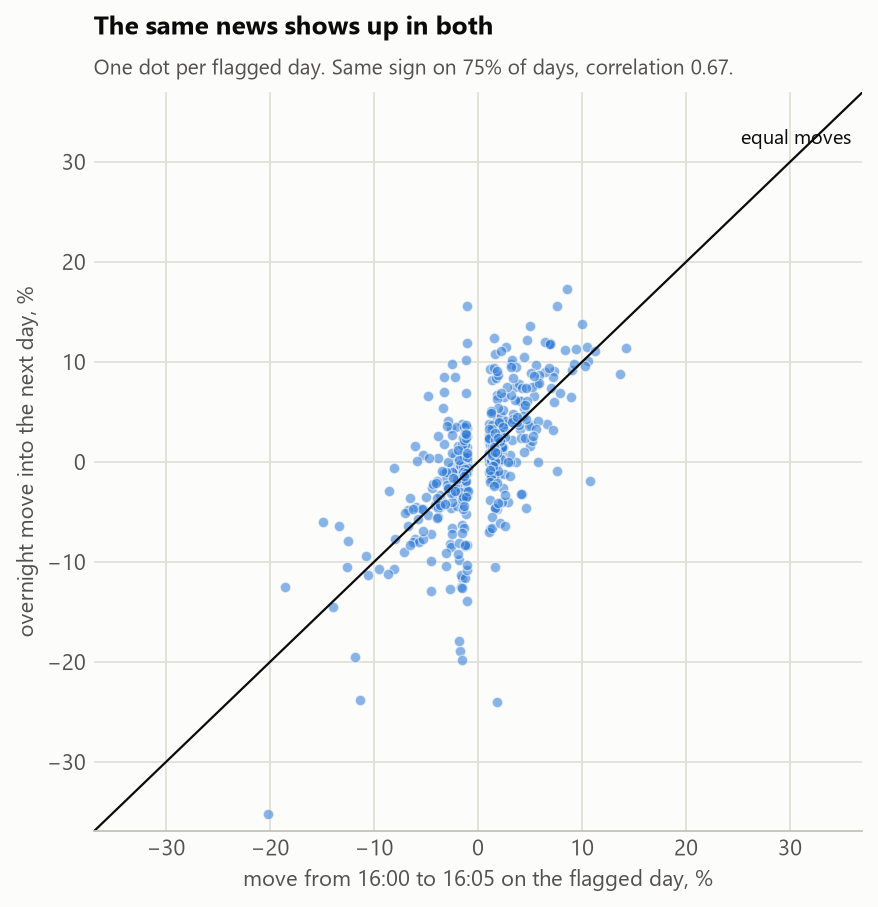 The same news shows up in both
One dot per flagged day. Same sign on 75% of days, correlation 0.67.
equal moves
30
20
10
0
−10
−20
−30
overnight move into the next day, %
−30 −20 −10 0 10 20 30
move from 16:00 to 16:05 on the flagged day, %